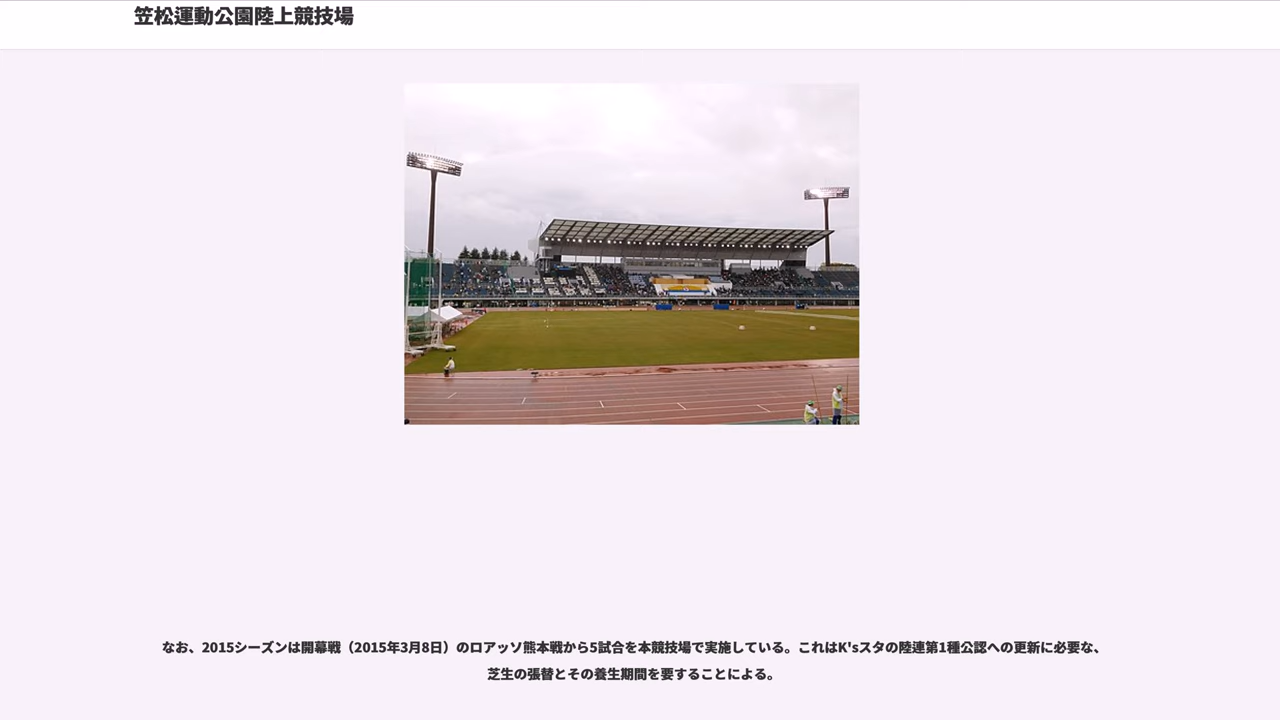 笠松運動公園陸上競技場
なお、2015シーズンは開幕戦（2015年3月8日）のロアッソ熊本戦から5試合を本競技場で実施している。これはK'sスタの陸連第1種公認への更新に必要な、
芝生の張替とその養生期間を要することによる。